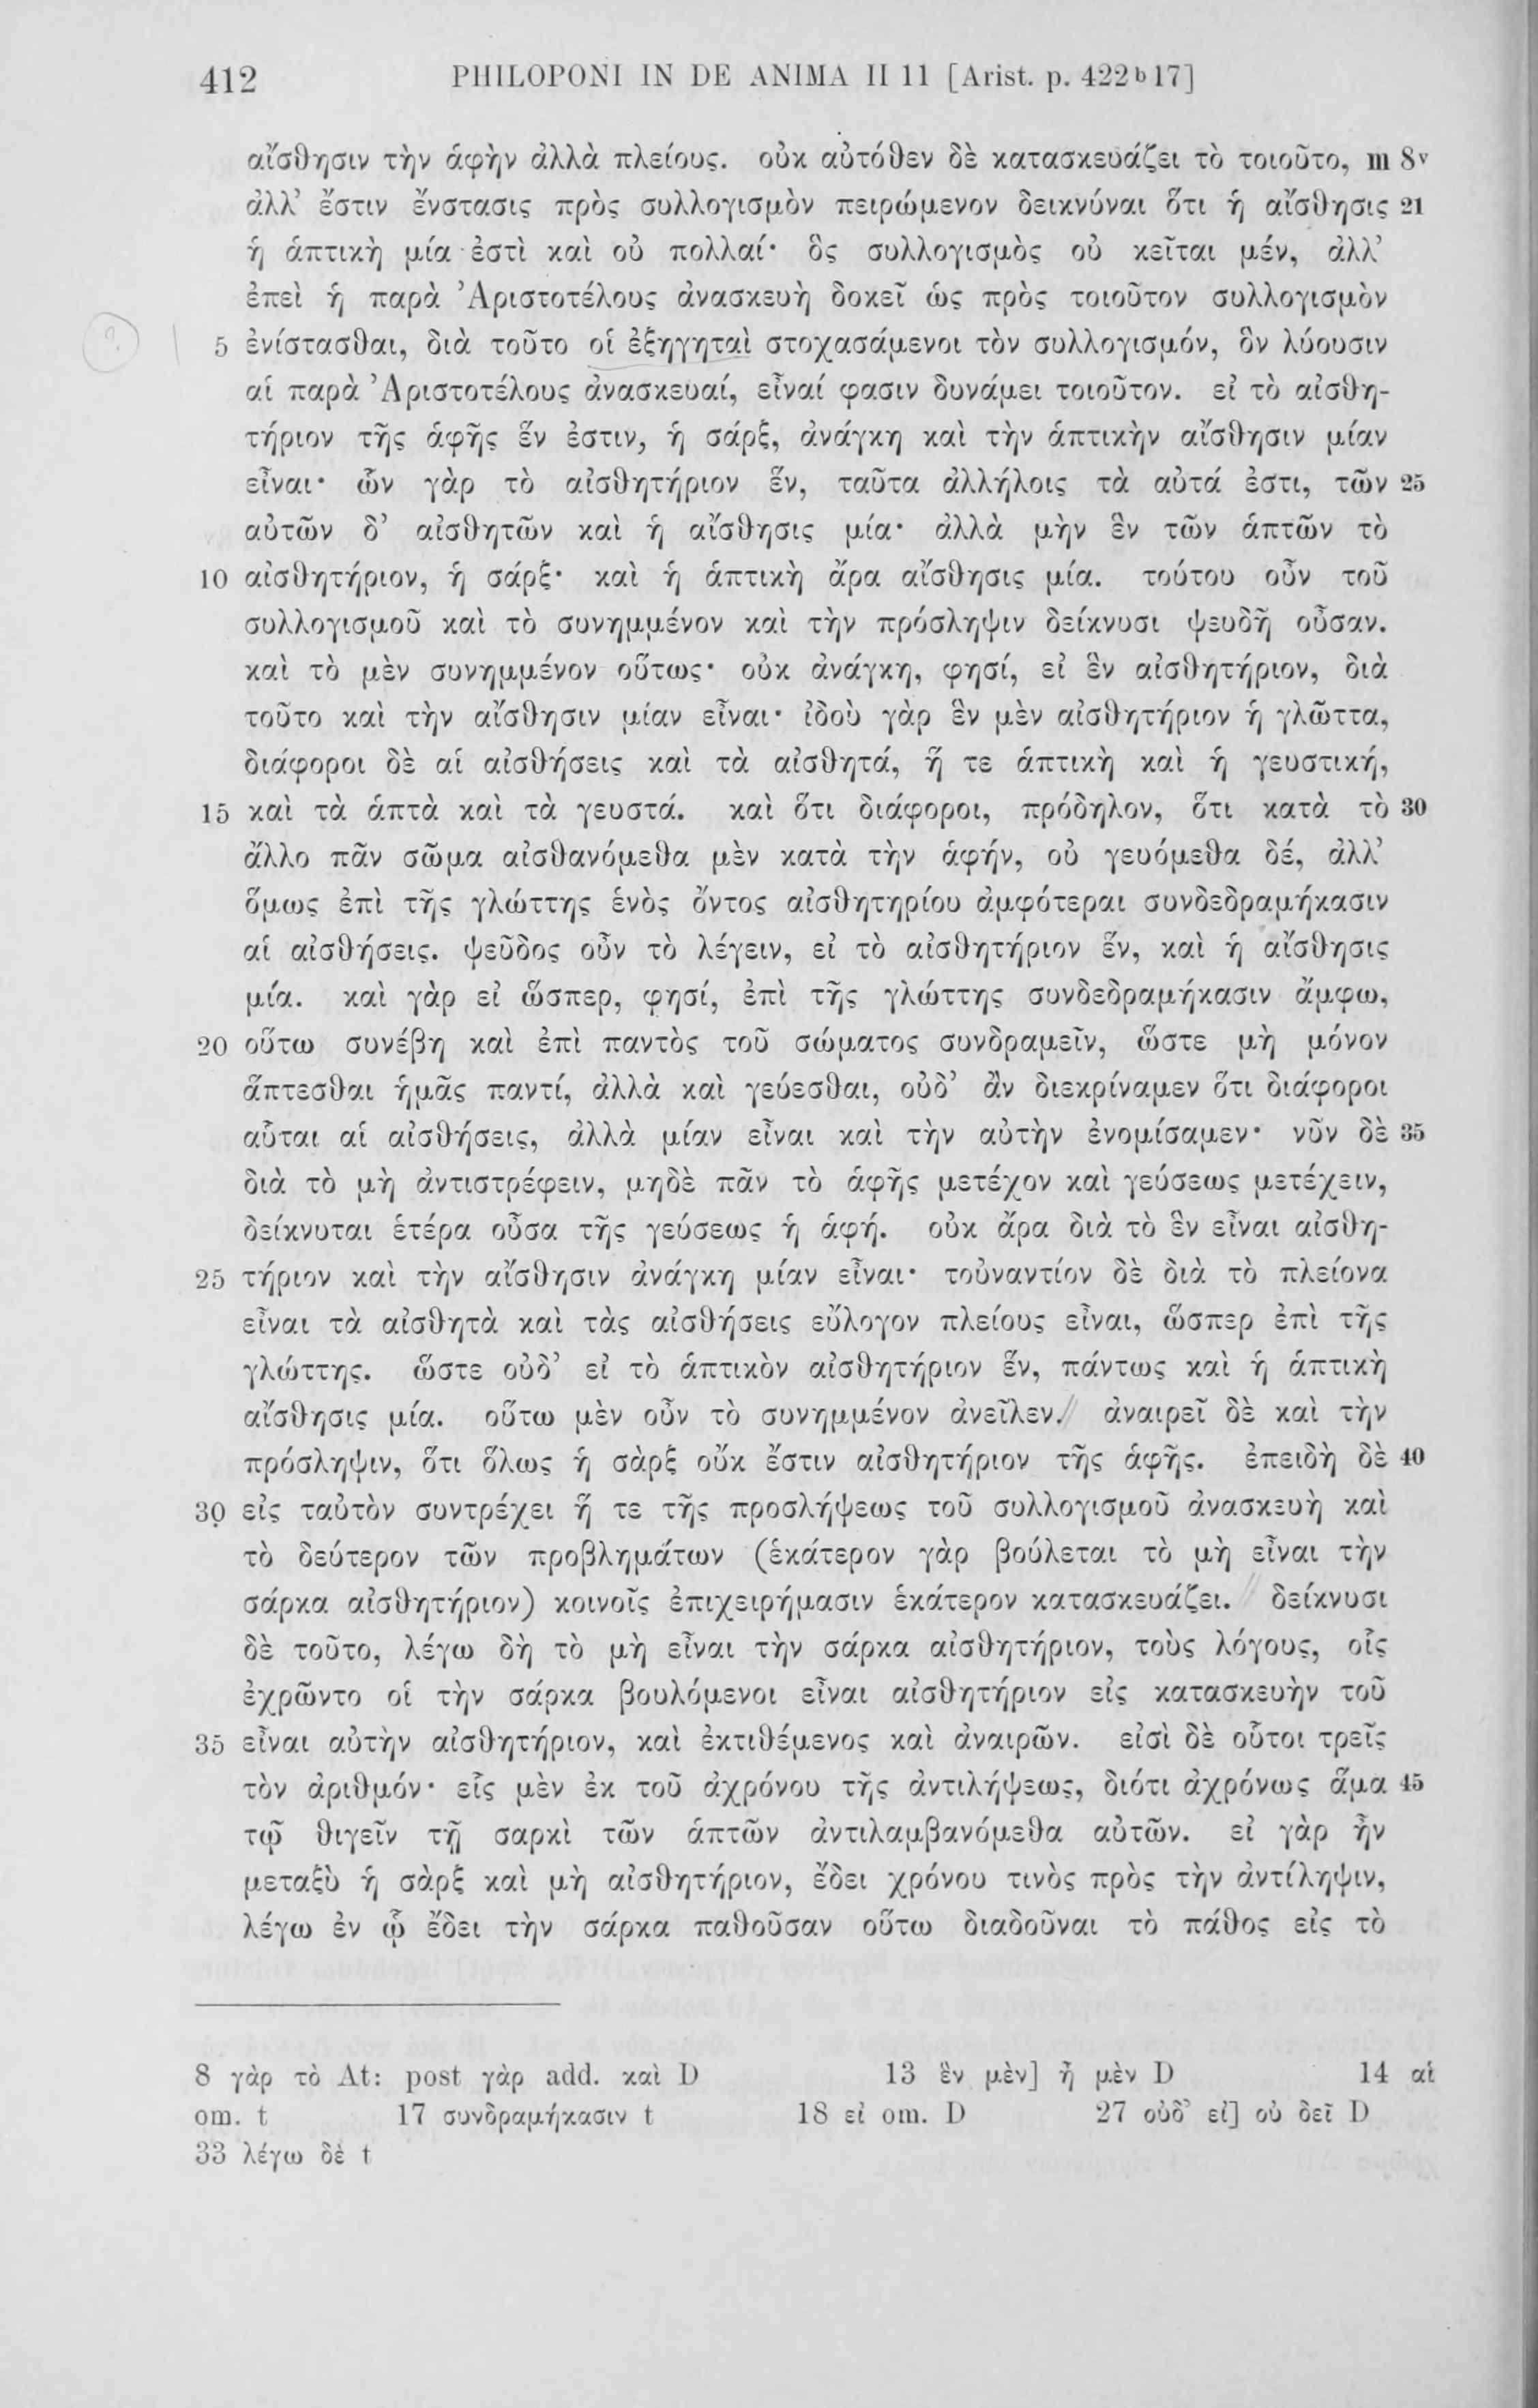 412 PHILOPONI IN DE ANIMA II 11 [Arist. p. 422b17]
αἴσθησιν τὴν ἁφὴν ἀλλὰ πλείους. οὐκ αὐτόθεν δὲ κατασκευάζει τὸ τοιοῦτο, m 8v
ἀλλ’ ἔστιν ἔνστασις πρὸς συλλογισμὸν πειρώμενον δεικνύναι ὅτι ἡ αἴσθησις 21
ἡ ἁπτικὴ μία ἐστὶ καὶ οὐ πολλαί· ὃς συλλογισμὸς οὐ κεῖται μέν, ἀλλ’
ἐπεὶ ἡ παρὰ Ἀριστοτέλους ἀνασκευὴ δοκεῖ ὡς πρὸς τοιοῦτον συλλογισμὸν
? 5 ἐνίστασθαι, διὰ τοῦτο οἱ ἐξηγηταὶ στοχασάμενοι τὸν συλλογισμόν, ὃν λύουσιν
αἱ παρὰ Ἀριστοτέλους ἀνασκευαί, εἶναί φασιν δυνάμει τοιοῦτον. εἰ τὸ αἰσθη-
τήριον τῆς ἁφῆς ἕν ἐστιν, ἡ σάρξ, ἀνάγκη καὶ τὴν ἁπτικὴν αἴσθησιν μίαν
εἶναι· ὧν γὰρ τὸ αἰσθητήριον ἕν, ταῦτα ἀλλήλοις τὰ αὐτά ἐστι, τῶν 25
αὐτῶν δ’ αἰσθητῶν καὶ ἡ αἴσθησις μία· ἀλλὰ μὴν ἓν τῶν ἁπτῶν τὸ
10 αἰσθητήριον, ἡ σάρξ· καὶ ἡ ἁπτικὴ ἄρα αἴσθησις μία. τούτου οὖν τοῦ
συλλογισμοῦ καὶ τὸ συνημμένον καὶ τὴν πρόσληψιν δείκνυσι ψευδῆ οὖσαν.
καὶ τὸ μὲν συνημμένον οὕτως· οὐκ ἀνάγκη, φησί, εἰ ἓν αἰσθητήριον, διὰ
τοῦτο καὶ τὴν αἴσθησιν μίαν εἶναι· ἰδοὺ γὰρ ἓν μὲν αἰσθητήριον ἡ γλῶττα,
διάφοροι δὲ αἱ αἰσθήσεις καὶ τὰ αἰσθητά, ἥ τε ἁπτικὴ καὶ ἡ γευστική,
15 καὶ τὰ ἁπτὰ καὶ τὰ γευστά. καὶ ὅτι διάφοροι, πρόδηλον, ὅτι κατὰ τὸ 30
ἄλλο πᾶν σῶμα αἰσθανόμεθα μὲν κατὰ τὴν ἁφήν, οὐ γευόμεθα δέ, ἀλλ’
ὅμως ἐπὶ τῆς γλώττης ἑνὸς ὄντος αἰσθητηρίου ἀμφότεραι συνδεδραμήκασιν
αἱ αἰσθήσεις. ψεῦδος οὖν τὸ λέγειν, εἰ τὸ αἰσθητήριον ἕν, καὶ ἡ αἴσθησις
μία. καὶ γὰρ εἰ ὥσπερ, φησί, ἐπὶ τῆς γλώττης συνδεδραμήκασιν ἄμφω,
20 οὕτω συνέβη καὶ ἐπὶ παντὸς τοῦ σώματος συνδραμεῖν, ὥστε μὴ μόνον
ἅπτεσθαι ἡμᾶς παντί, ἀλλὰ καὶ γεύεσθαι, οὐδ’ ἂν διεκρίναμεν ὅτι διάφοροι
αὗται αἱ αἰσθήσεις, ἀλλὰ μίαν εἶναι καὶ τὴν αὐτὴν ἐνομίσαμεν· νῦν δὲ 35
διὰ τὸ μὴ ἀντιστρέφειν, μηδὲ πᾶν τὸ ἁφῆς μετέχον καὶ γεύσεως μετέχειν,
δείκνυται ἑτέρα οὖσα τῆς γεύσεως ἡ ἁφή. οὐκ ἄρα διὰ τὸ ἓν εἶναι αἰσθη-
25 τήριον καὶ τὴν αἴσθησιν ἀνάγκη μίαν εἶναι· τοὐναντίον δὲ διὰ τὸ πλείονα
εἶναι τὰ αἰσθητὰ καὶ τὰς αἰσθήσεις εὔλογον πλείους εἶναι, ὥσπερ ἐπὶ τῆς
γλώττης. ὥστε οὐδ’ εἰ τὸ ἁπτικὸν αἰσθητήριον ἕν, πάντως καὶ ἡ ἁπτικὴ
αἴσθησις μία. οὕτω μὲν οὖν τὸ συνημμένον ἀνεῖλεν. ἀναιρεῖ δὲ καὶ τὴν
πρόσληψιν, ὅτι ὅλως ἡ σὰρξ οὔκ ἔστιν αἰσθητήριον τῆς ἁφῆς. ἐπειδὴ δὲ 40
30 εἰς ταὐτὸν συντρέχει ἥ τε τῆς προσλήψεως τοῦ συλλογισμοῦ ἀνασκευὴ καὶ
τὸ δεύτερον τῶν προβλημάτων (ἑκάτερον γὰρ βούλεται τὸ μὴ εἶναι τὴν
σάρκα αἰσθητήριον) κοινοῖς ἐπιχειρήμασιν ἑκάτερον κατασκευάζει. δείκνυσι
δὲ τοῦτο, λέγω δὴ τὸ μὴ εἶναι τὴν σάρκα αἰσθητήριον, τοὺς λόγους, οἷς
ἐχρῶντο οἱ τὴν σάρκα βουλόμενοι εἶναι αἰσθητήριον εἰς κατασκευὴν τοῦ
35 εἶναι αὐτὴν αἰσθητήριον, καὶ ἐκτιθέμενος καὶ ἀναιρῶν. εἰσὶ δὲ οὗτοι τρεῖς
τὸν ἀριθμόν· εἷς μὲν ἐκ τοῦ ἀχρόνου τῆς ἀντιλήψεως, διότι ἀχρόνως ἅμα 45
τῷ θιγεῖν τῇ σαρκὶ τῶν ἁπτῶν ἀντιλαμβανόμεθα αὐτῶν. εἰ γὰρ ἦν
μεταξὺ ἡ σὰρξ καὶ μὴ αἰσθητήριον, ἔδει χρόνου τινὸς πρὸς τὴν ἀντίληψιν,
λέγω ἐν ᾧ ἔδει τὴν σάρκα παθοῦσαν οὕτω διαδοῦναι τὸ πάθος εἰς τὸ
8 γὰρ τὸ At: post γὰρ add. καὶ D 13 ἓν μὲν] ἦ μὲν D 14 αἱ
om. t 17 συνδραμήκασιν t 18 εἰ om. D 27 οὐδ’ εἰ] οὐ δεῖ D
33 λέγω δὲ t